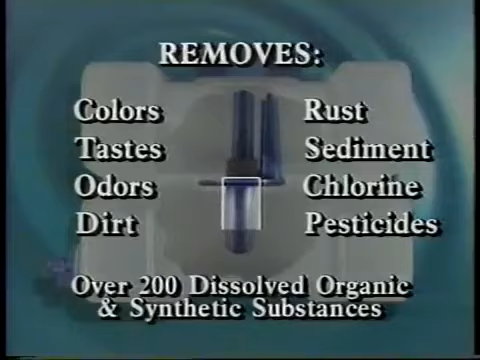 REMOVES:
Colors Rust
Tastes Sediment
Odors Chlorine
Dirt Pesticides
Over 200 Dissolved Organic
& Synthetic Substances